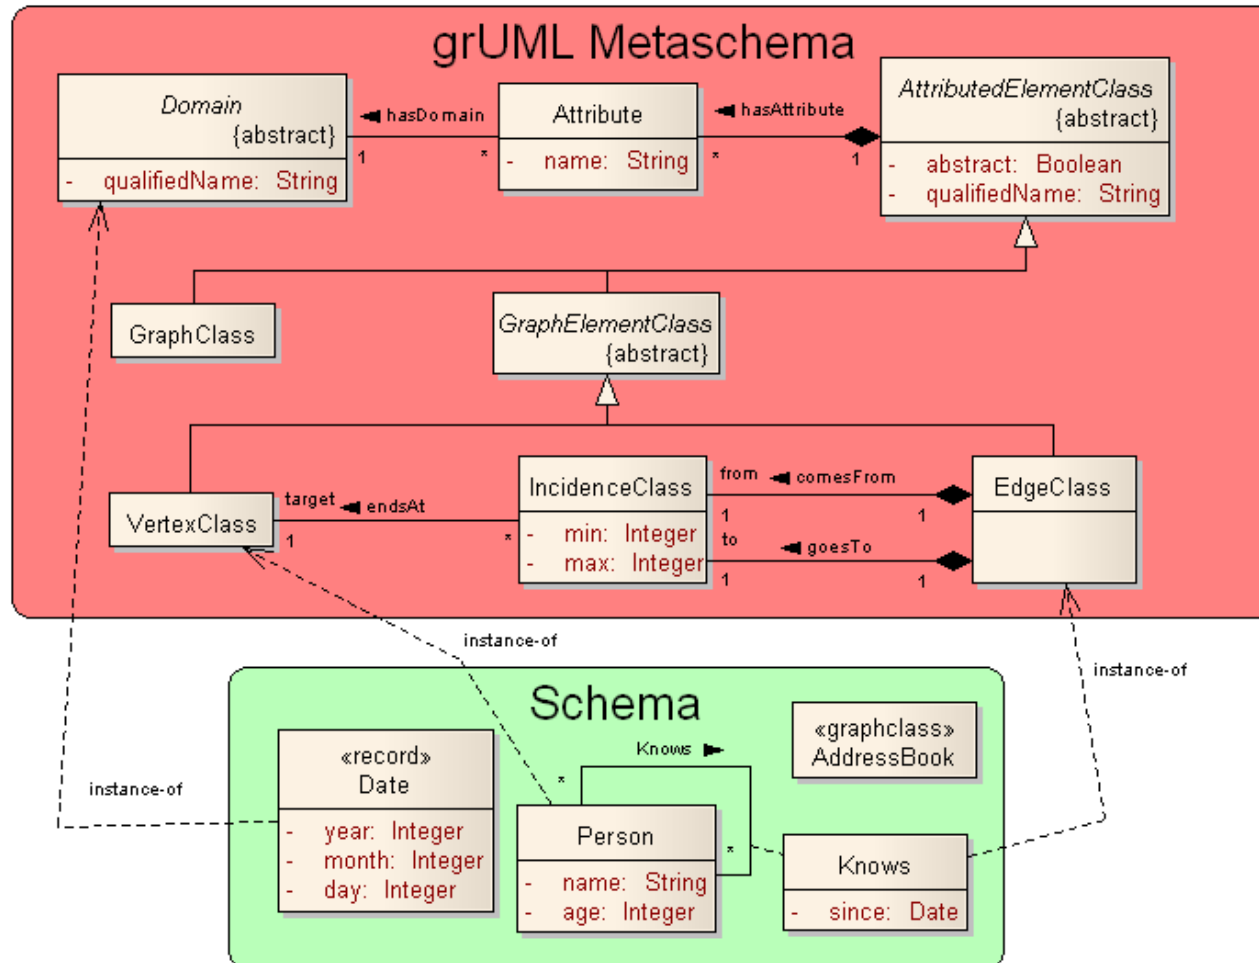 grUML Metaschema
Domain
{abstract}
- qualifiedName: String
◄ hasDomain
1
*
Attribute
- name: String
◄ hasAttribute
*
1
AttributedElementClass
{abstract}
- abstract: Boolean
- qualifiedName: String
GraphClass
GraphElementClass
{abstract}
VertexClass
target
◄ endsAt
1
*
IncidenceClass
- min: Integer
- max: Integer
from
◄ comesFrom
1
1
to
◄ goesTo
1
1
EdgeClass
instance-of
instance-of
instance-of
Schema
«record»
Date
- year: Integer
- month: Integer
- day: Integer
Knows ►
*
*
Person
- name: String
- age: Integer
«graphclass»
AddressBook
Knows
- since: Date